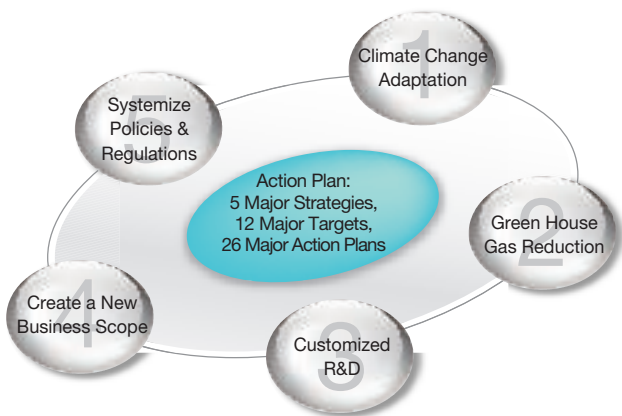 1
Climate Change
Adaptation
2
Green House
Gas Reduction
3
Customized
R&D
4
Create a New
Business Scope
5
Systemize
Policies &
Regulations
Action Plan:
5 Major Strategies,
12 Major Targets,
26 Major Action Plans